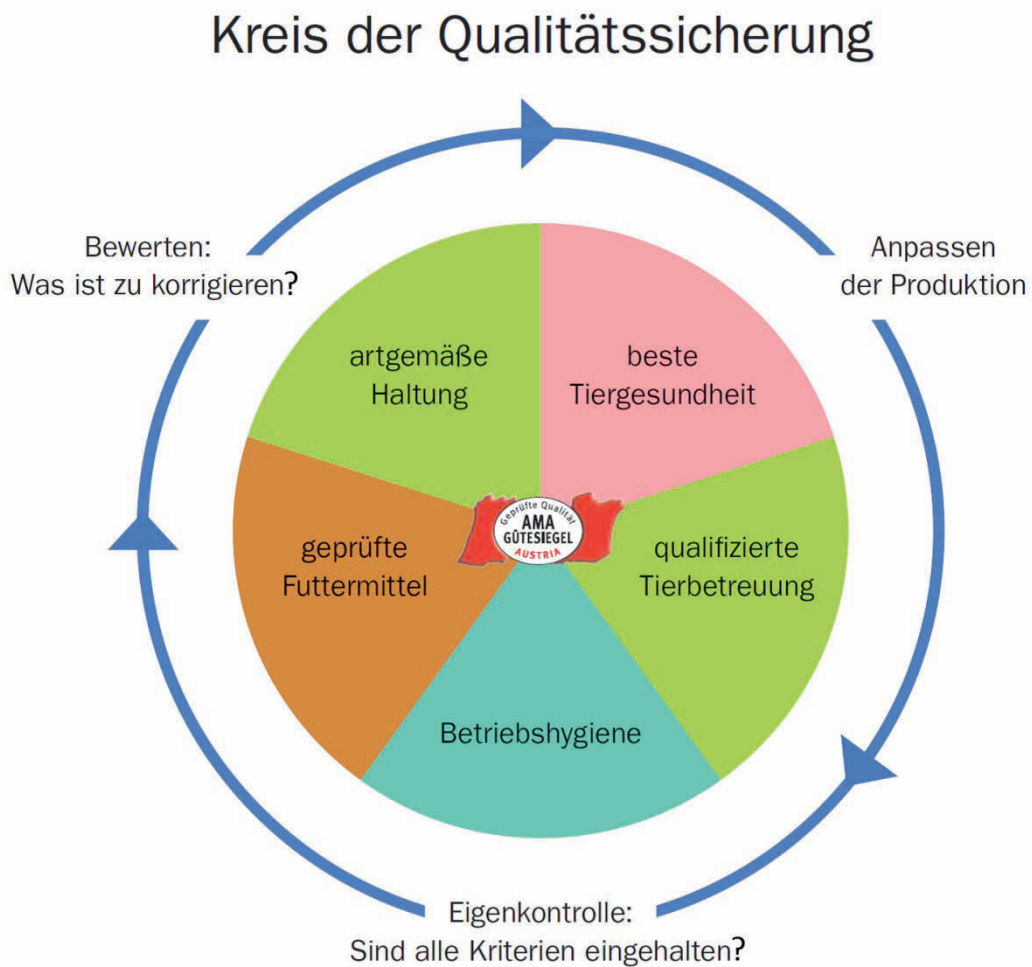 Kreis der Qualitätssicherung
Bewerten:
Was ist zu korrigieren?
Anpassen
der Produktion
artgemäße
Haltung
beste
Tiergesundheit
geprüfte
Futtermittel
Geprüfte Qualität
AMA
GÜTESIEGEL
AUSTRIA
qualifizierte
Tierbetreuung
Betriebshygiene
Eigenkontrolle:
Sind alle Kriterien eingehalten?